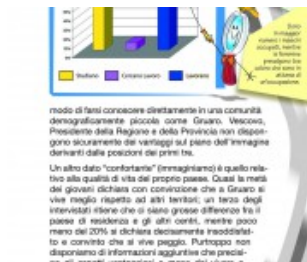 Sono
in maggior
numero i maschi
occupati, mentre
le femmine
prevalgono tra
coloro che sono in
attesa di
un'occupazione.
Studiano
Cercano Lavoro
Lavorano
modo di farsi conoscere direttamente in una comunità
demograficamente piccola come Gruaro. Vescovo,
Presidente della Regione e della Provincia non dispon-
gono sicuramente dei vantaggi sul piano dell'immagine
derivanti dalle posizioni dei primi tre.
Un altro dato "confortante" (immaginiamo) è quello rela-
tivo alla qualità di vita del proprio paese. Quasi la metà
dei giovani dichiara con convinzione che a Gruaro si
vive meglio rispetto ad altri territori; un terzo degli
intervistati ritiene che ci siano grosse differenze fra il
paese di residenza e gli altri centri, mentre poco
meno del 20% si dichiara decisamente insoddisfat-
to e convinto che si vive peggio. Purtroppo non
disponiamo di informazioni aggiuntive che precisi-